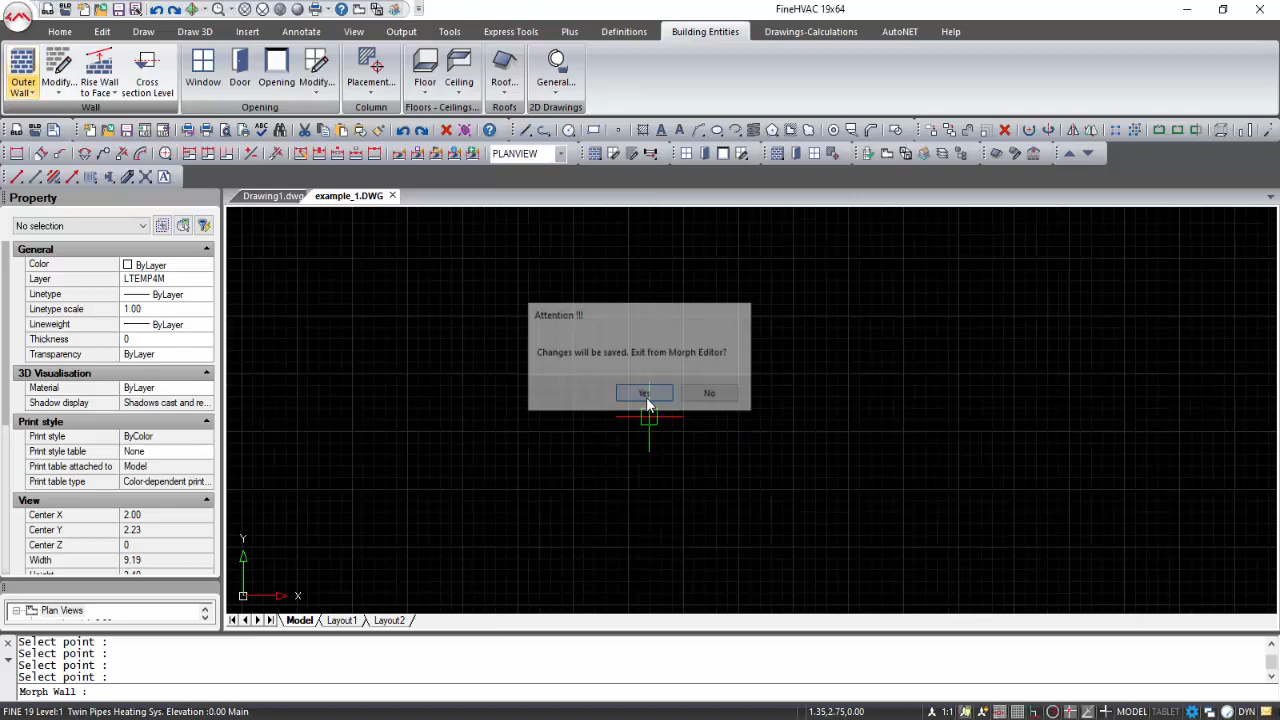 FineHVAC 19x64
Home Edit Draw Draw 3D Insert Annotate View Output Tools Express Tools Plus Definitions Building Entities Drawings-Calculations AutoNET Help
Outer Wall Modify... Rise Wall to Face Cross section Level Window Door Opening Modify... Placement... Floor Ceiling Roof... General...
Wall Opening Column Floors - Ceilings... Roofs 2D Drawings
PLANVIEW
Property
Drawing1.dwg example_1.DWG
No selection
General
Color ByLayer
Layer LTEMP4M
Linetype ByLayer
Linetype scale 1.00
Lineweight ByLayer
Thickness 0
Transparency ByLayer
3D Visualisation
Material ByLayer
Shadow display Shadows cast and re...
Print style
Print style ByColor
Print style table None
Print table attached to Model
Print table type Color-dependent prin...
View
Center X 2.00
Center Y 2.23
Center Z 0
Width 9.19
Plan Views
Attention !!!
Changes will be saved. Exit from Morph Editor?
Yes No
Y
X
Model Layout1 Layout2
Select point :
Select point :
Select point :
Select point :
Morph Wall :
FINE 19 Level:1 Twin Pipes Heating Sys. Elevation :0.00 Main 1.35,2.75,0.00 1:1 MODEL TABLET DYN